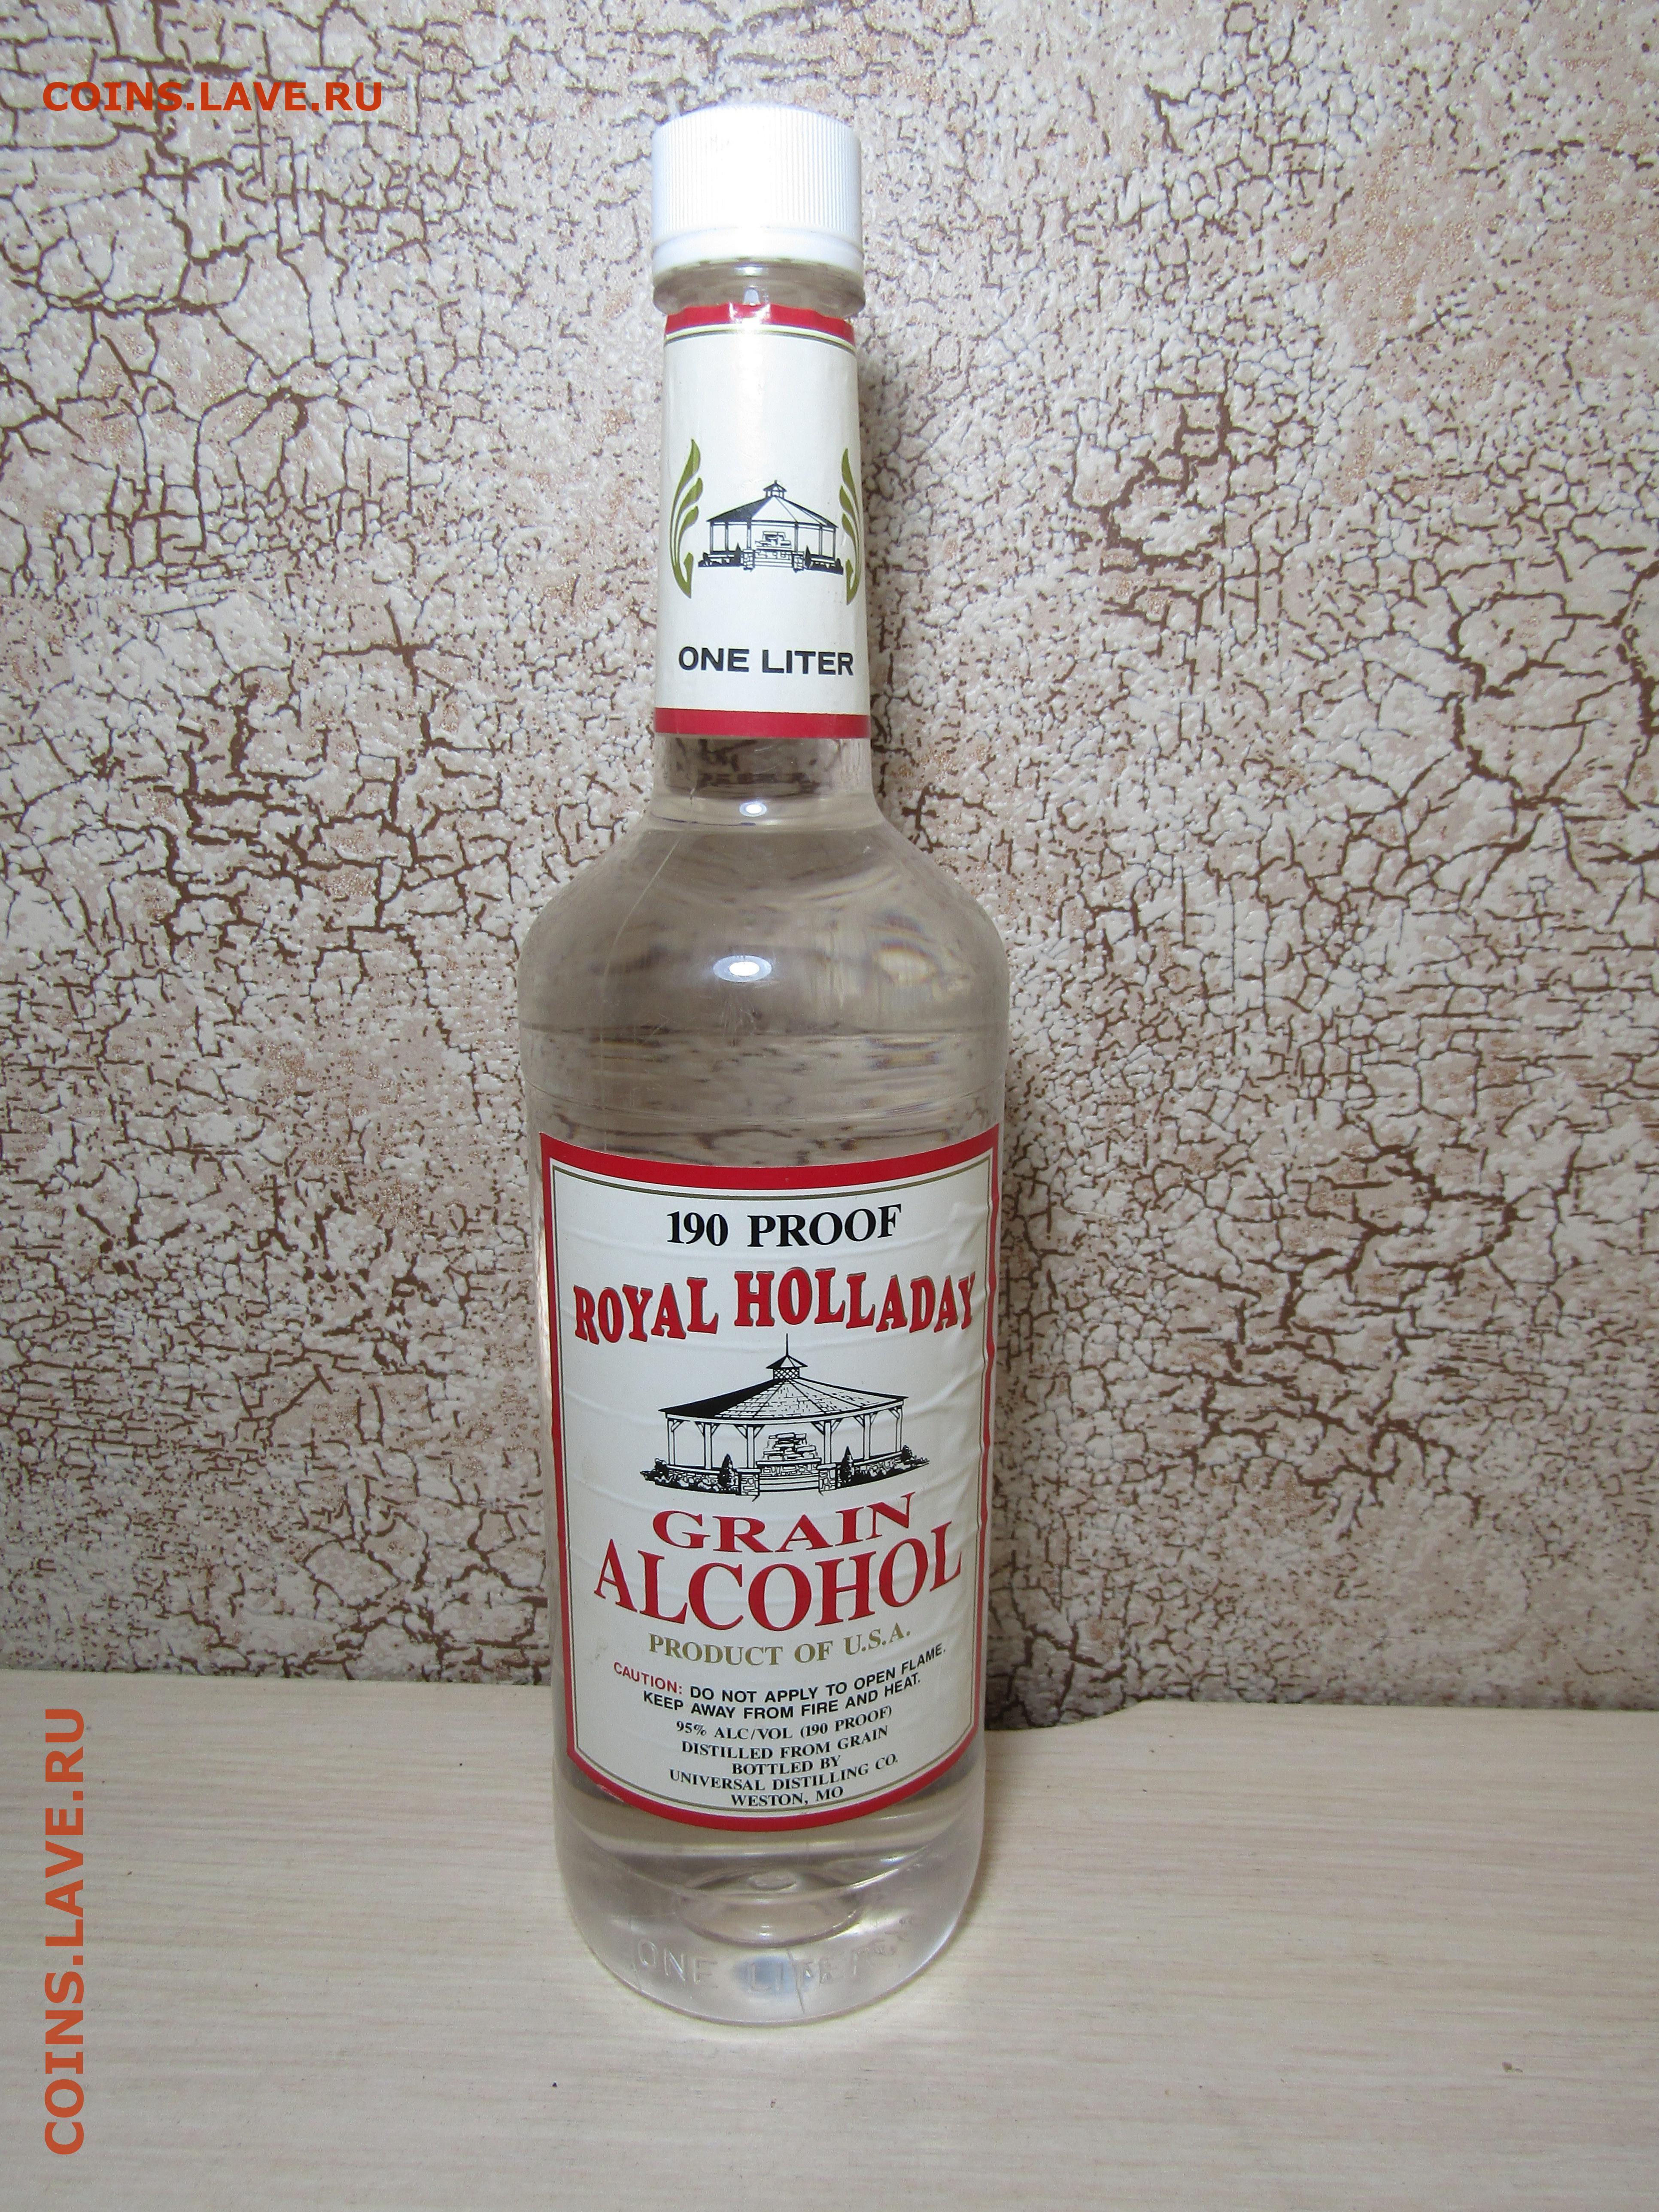 COINS.LAVE.RU
ONE LITER
190 PROOF
ROYAL HOLLADAY
GRAIN
ALCOHOL
PRODUCT OF U.S.A.
CAUTION: DO NOT APPLY TO OPEN FLAME.
KEEP AWAY FROM FIRE AND HEAT.
95% ALC/VOL (190 PROOF)
DISTILLED FROM GRAIN
BOTTLED BY
UNIVERSAL DISTILLING CO.
WESTON, MO
ONE LITER
COINS.LAVE.RU